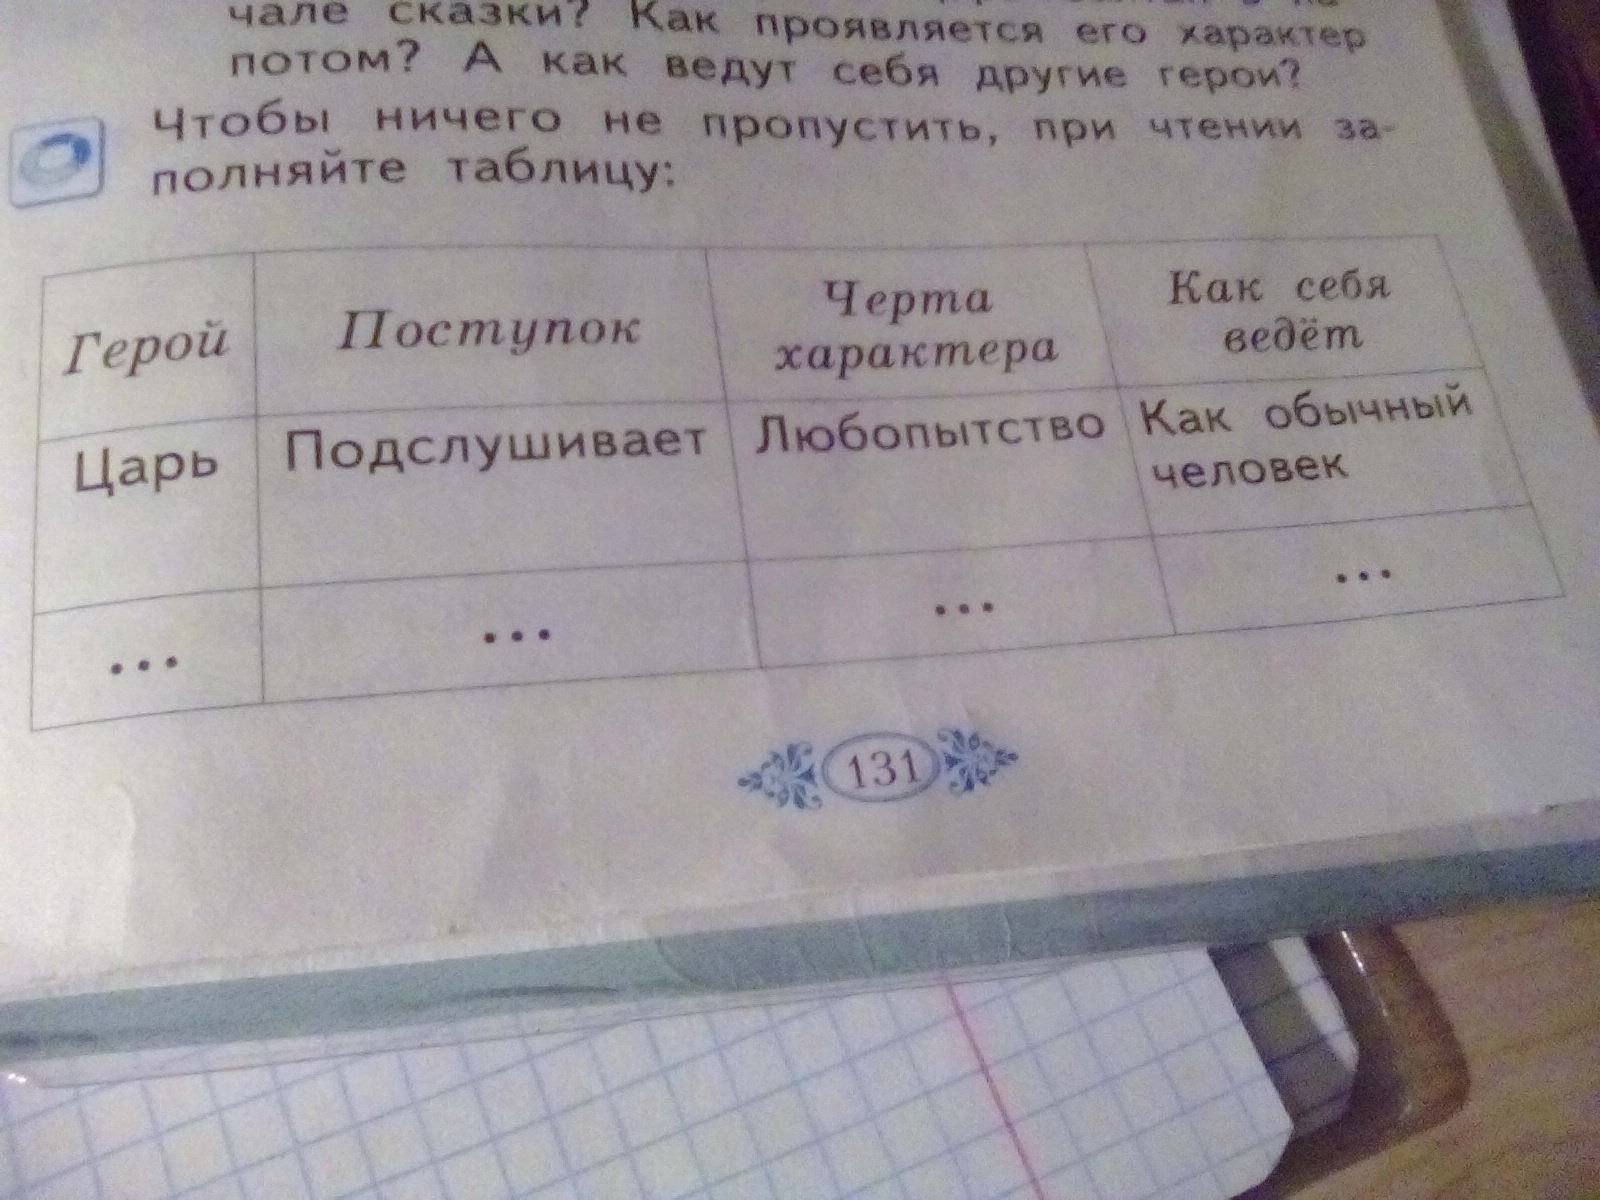 чале сказки? Как проявляется его характер
потом? А как ведут себя другие герои?
Чтобы ничего не пропустить, при чтении за-
полняйте таблицу:
Герой Поступок Черта характера Как себя ведёт
Царь Подслушивает Любопытство Как обычный человек
... ... ... ...
131